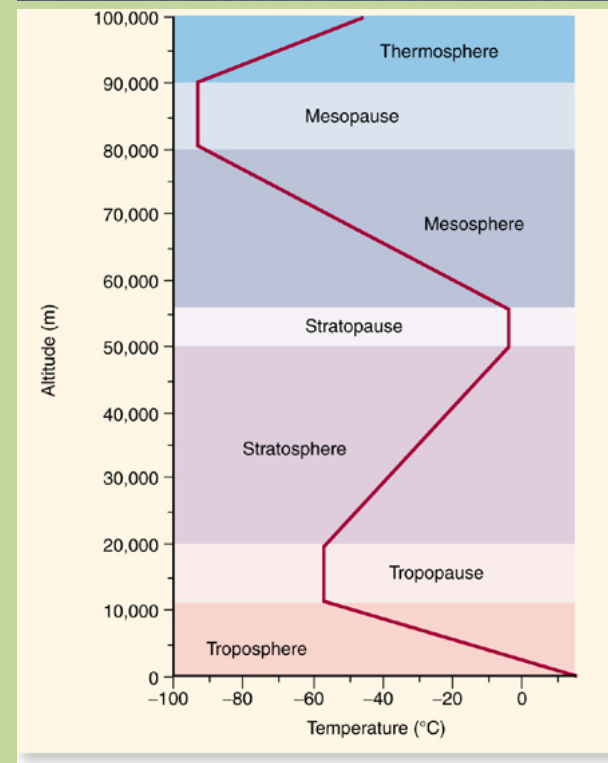 100,000
Thermosphere
90,000
Mesopause
80,000
70,000
Mesosphere
60,000
Stratopause
50,000
40,000
Stratosphere
30,000
20,000
Tropopause
10,000
Troposphere
0
Altitude (m)
–100 –80 –60 –40 –20 0
Temperature (°C)